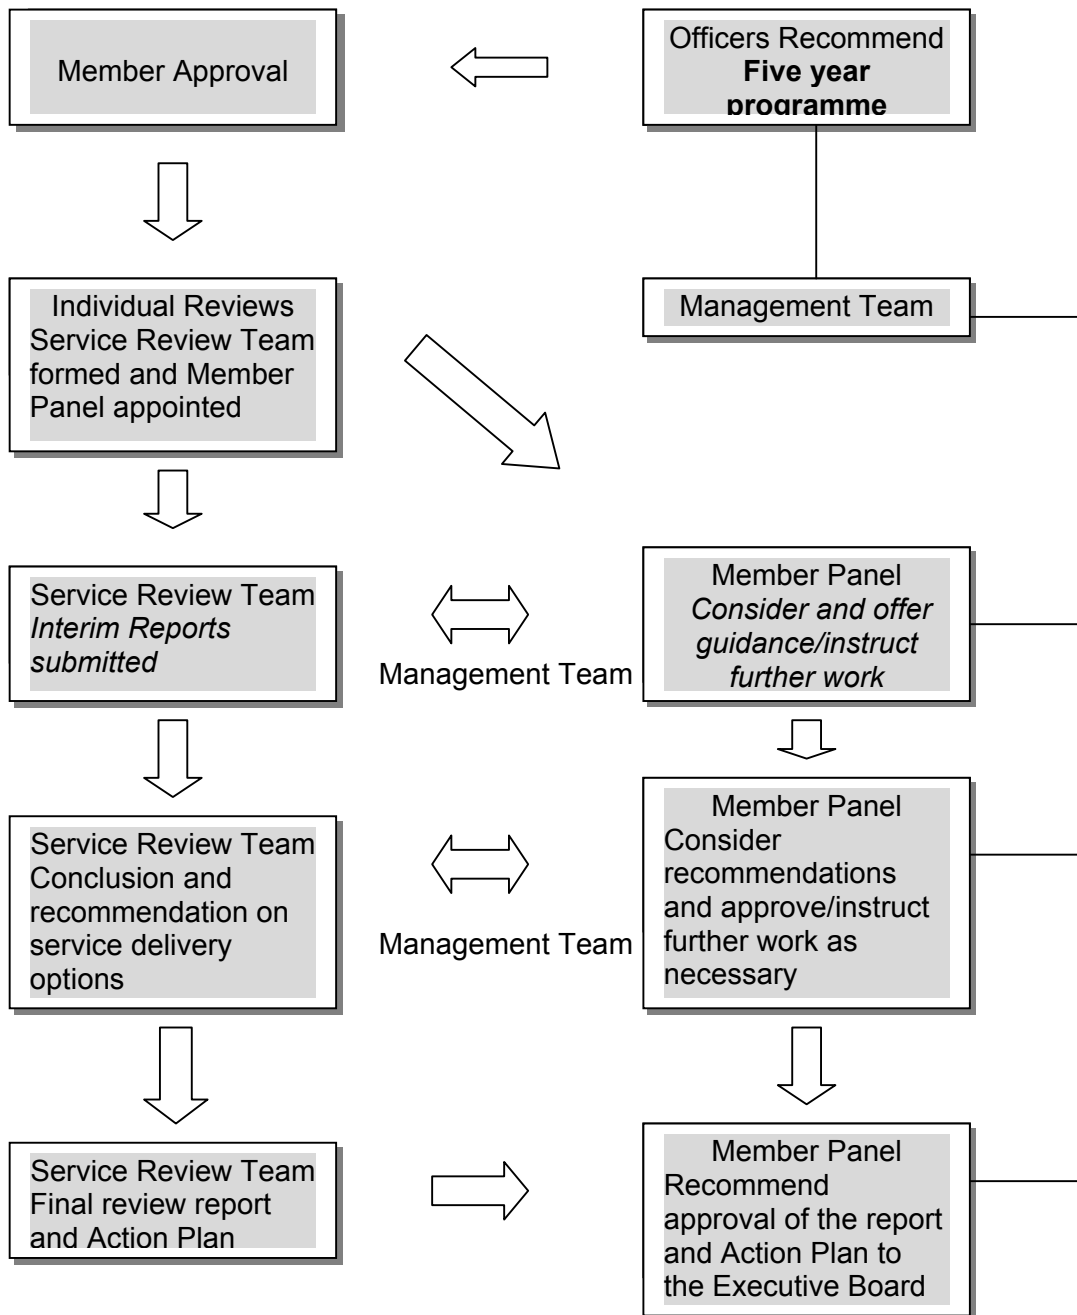 Member Approval
Officers Recommend
Five year
programme
Individual Reviews
Service Review Team
formed and Member
Panel appointed
Management Team
Service Review Team
Interim Reports
submitted
Management Team
Member Panel
Consider and offer
guidance/instruct
further work
Service Review Team
Conclusion and
recommendation on
service delivery
options
Management Team
Member Panel
Consider
recommendations
and approve/instruct
further work as
necessary
Service Review Team
Final review report
and Action Plan
Member Panel
Recommend
approval of the report
and Action Plan to
the Executive Board